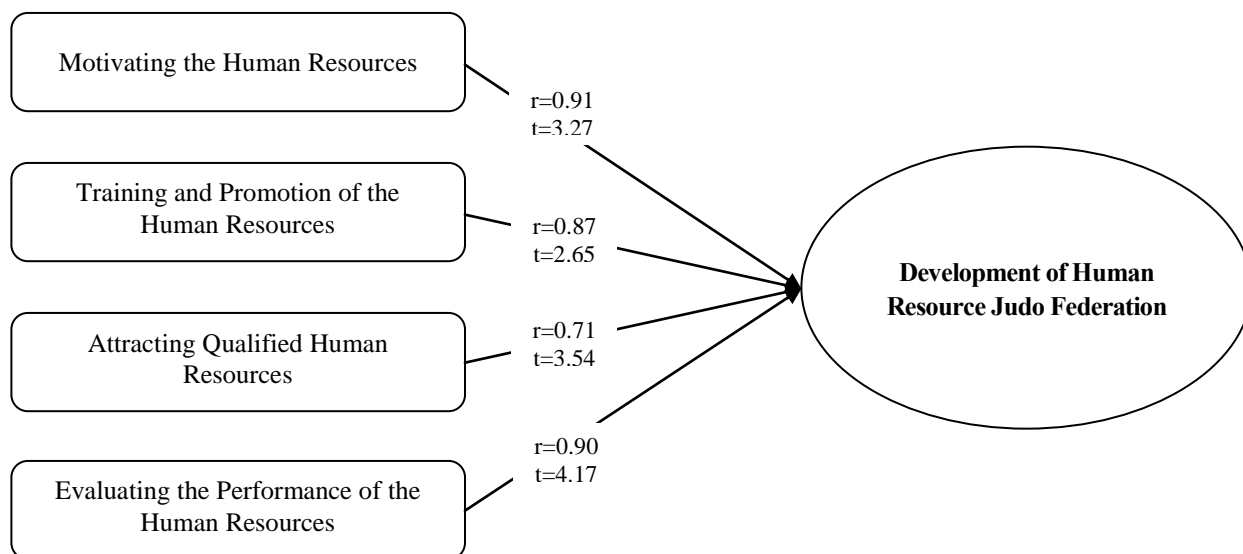 Motivating the Human Resources
r=0.91
t=3.27
Training and Promotion of the
Human Resources
r=0.87
t=2.65
Development of Human
Resource Judo Federation
Attracting Qualified Human
Resources
r=0.71
t=3.54
r=0.90
t=4.17
Evaluating the Performance of the
Human Resources